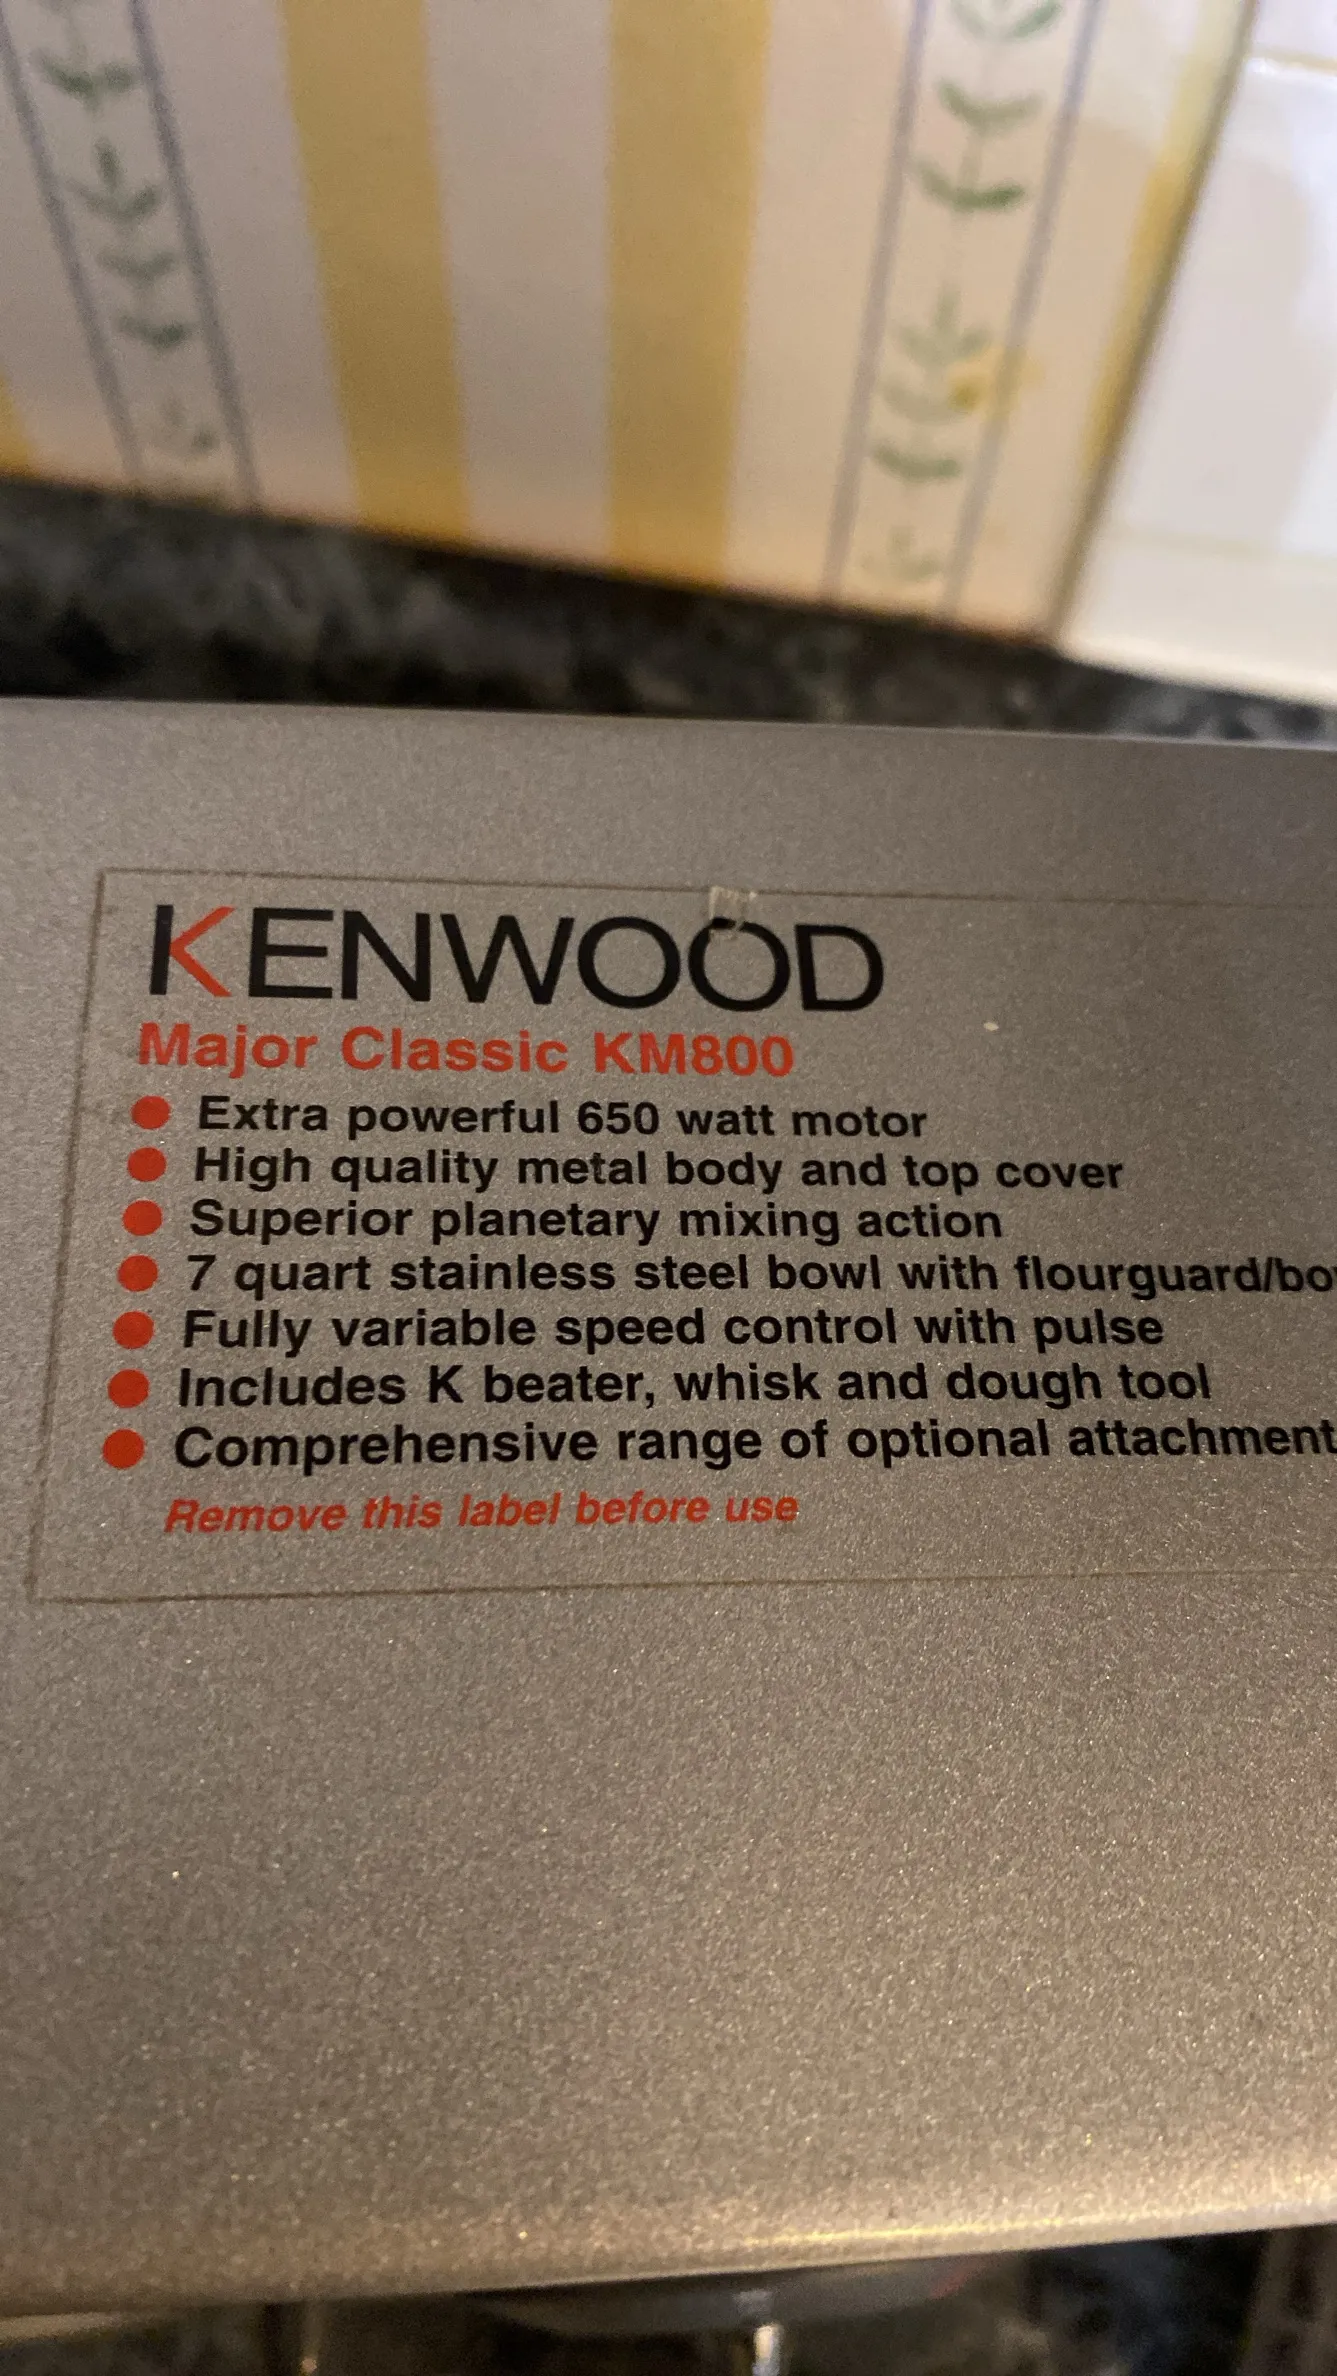 KENWOOD
Major Classic KM800
● Extra powerful 650 watt motor
● High quality metal body and top cover
● Superior planetary mixing action
● 7 quart stainless steel bowl with flourguard/bo
● Fully variable speed control with pulse
● Includes K beater, whisk and dough tool
● Comprehensive range of optional attachment
Remove this label before use